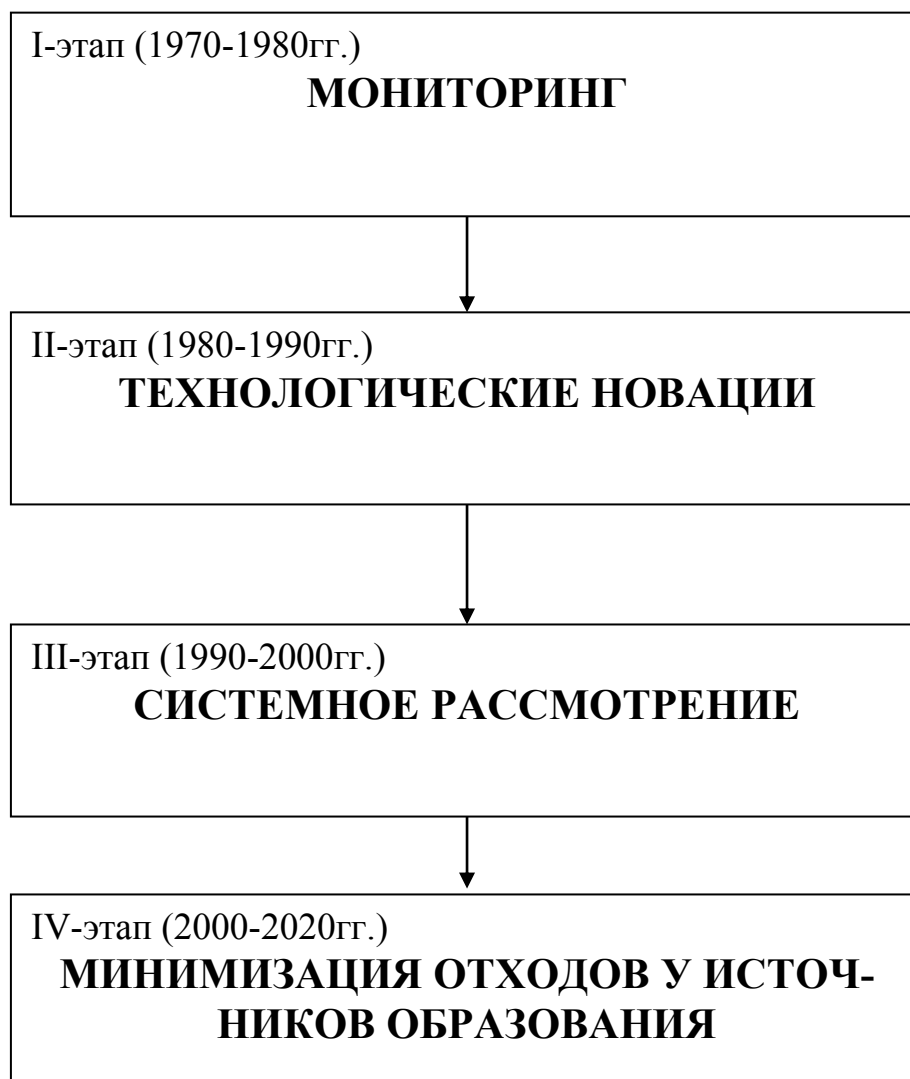 I-этап (1970-1980гг.)
МОНИТОРИНГ
II-этап (1980-1990гг.)
ТЕХНОЛОГИЧЕСКИЕ НОВАЦИИ
III-этап (1990-2000гг.)
СИСТЕМНОЕ РАССМОТРЕНИЕ
IV-этап (2000-2020гг.)
МИНИМИЗАЦИЯ ОТХОДОВ У ИСТОЧ-
НИКОВ ОБРАЗОВАНИЯ